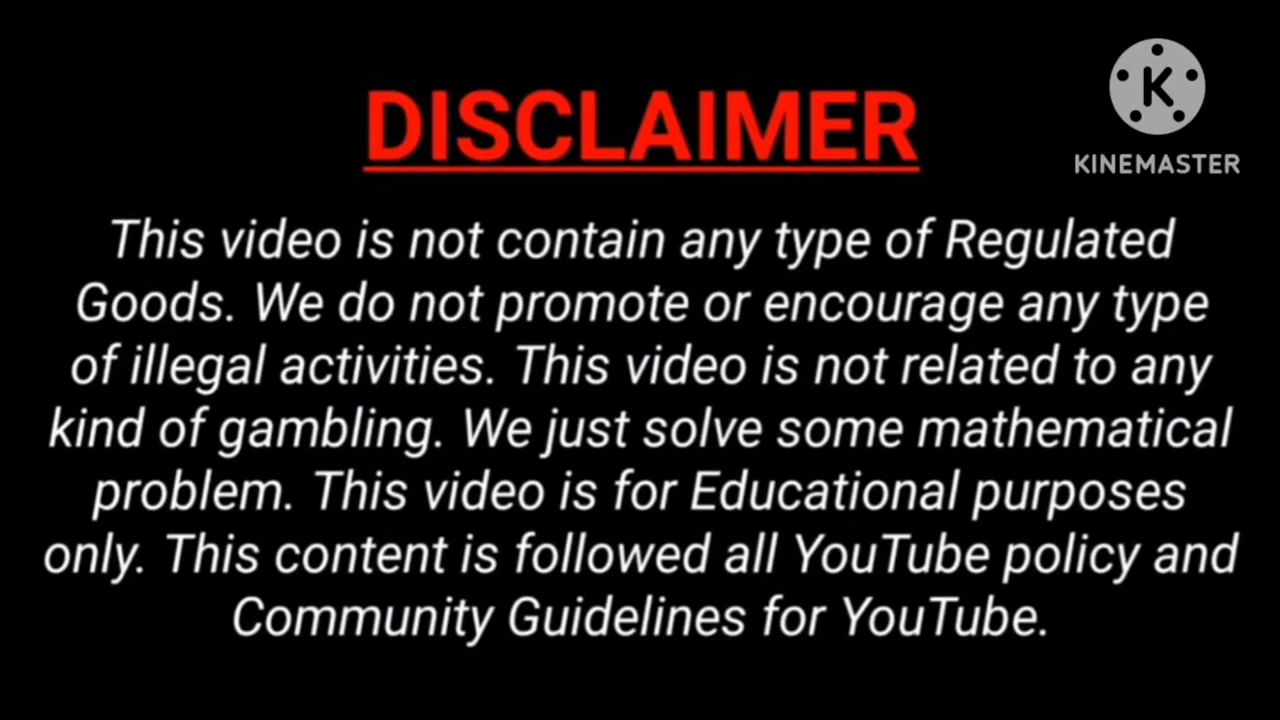 DISCLAIMER
KINEMASTER
This video is not contain any type of Regulated
Goods. We do not promote or encourage any type
of illegal activities. This video is not related to any
kind of gambling. We just solve some mathematical
problem. This video is for Educational purposes
only. This content is followed all YouTube policy and
Community Guidelines for YouTube.